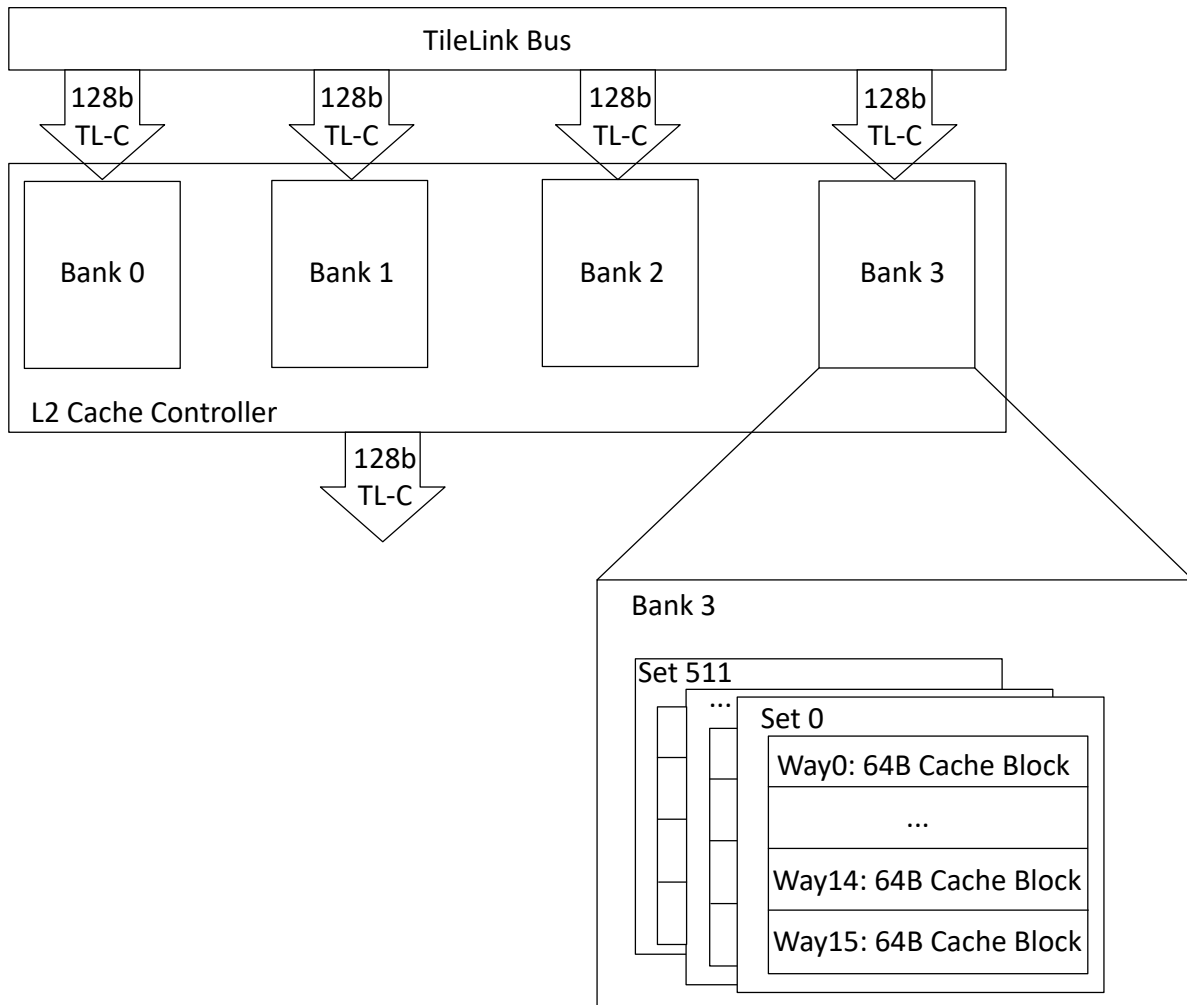 TileLink Bus
128b
TL-C
128b
TL-C
128b
TL-C
128b
TL-C
Bank 0
Bank 1
Bank 2
Bank 3
L2 Cache Controller
128b
TL-C
Bank 3
Set 511
...
Set 0
Way0: 64B Cache Block
...
Way14: 64B Cache Block
Way15: 64B Cache Block